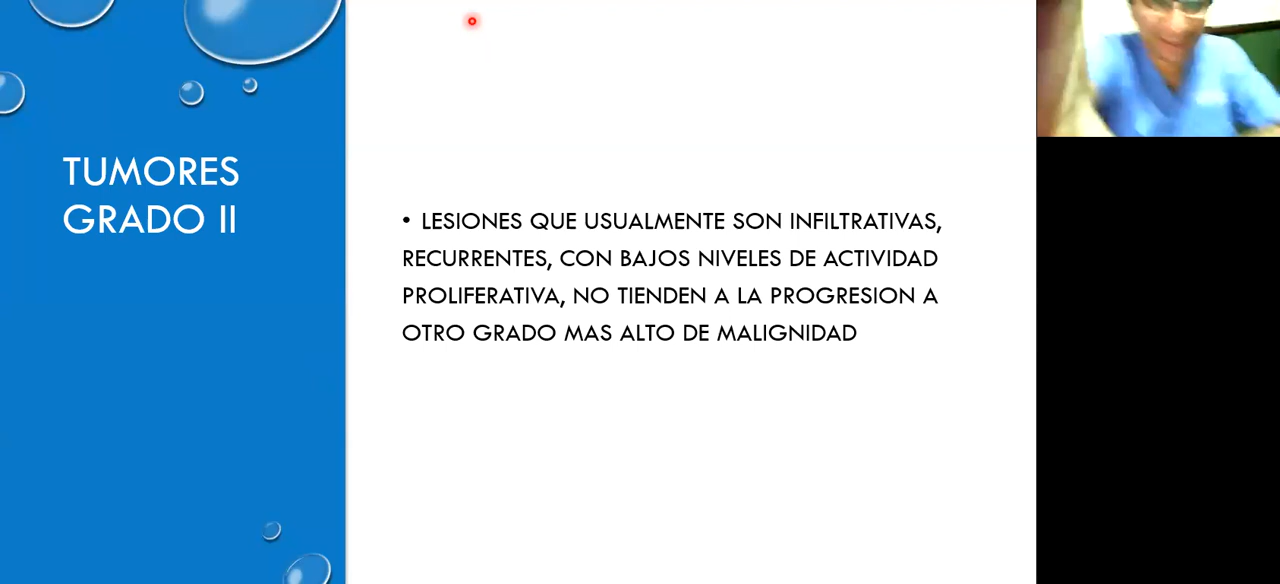 TUMORES
GRADO II
• LESIONES QUE USUALMENTE SON INFILTRATIVAS,
RECURRENTES, CON BAJOS NIVELES DE ACTIVIDAD
PROLIFERATIVA, NO TIENDEN A LA PROGRESION A
OTRO GRADO MAS ALTO DE MALIGNIDAD